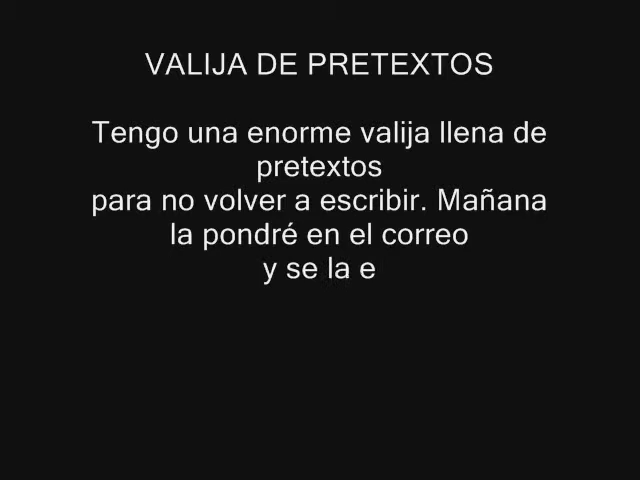 VALIJA DE PRETEXTOS
Tengo una enorme valija llena de
pretextos
para no volver a escribir. Mañana
la pondré en el correo
y se la e